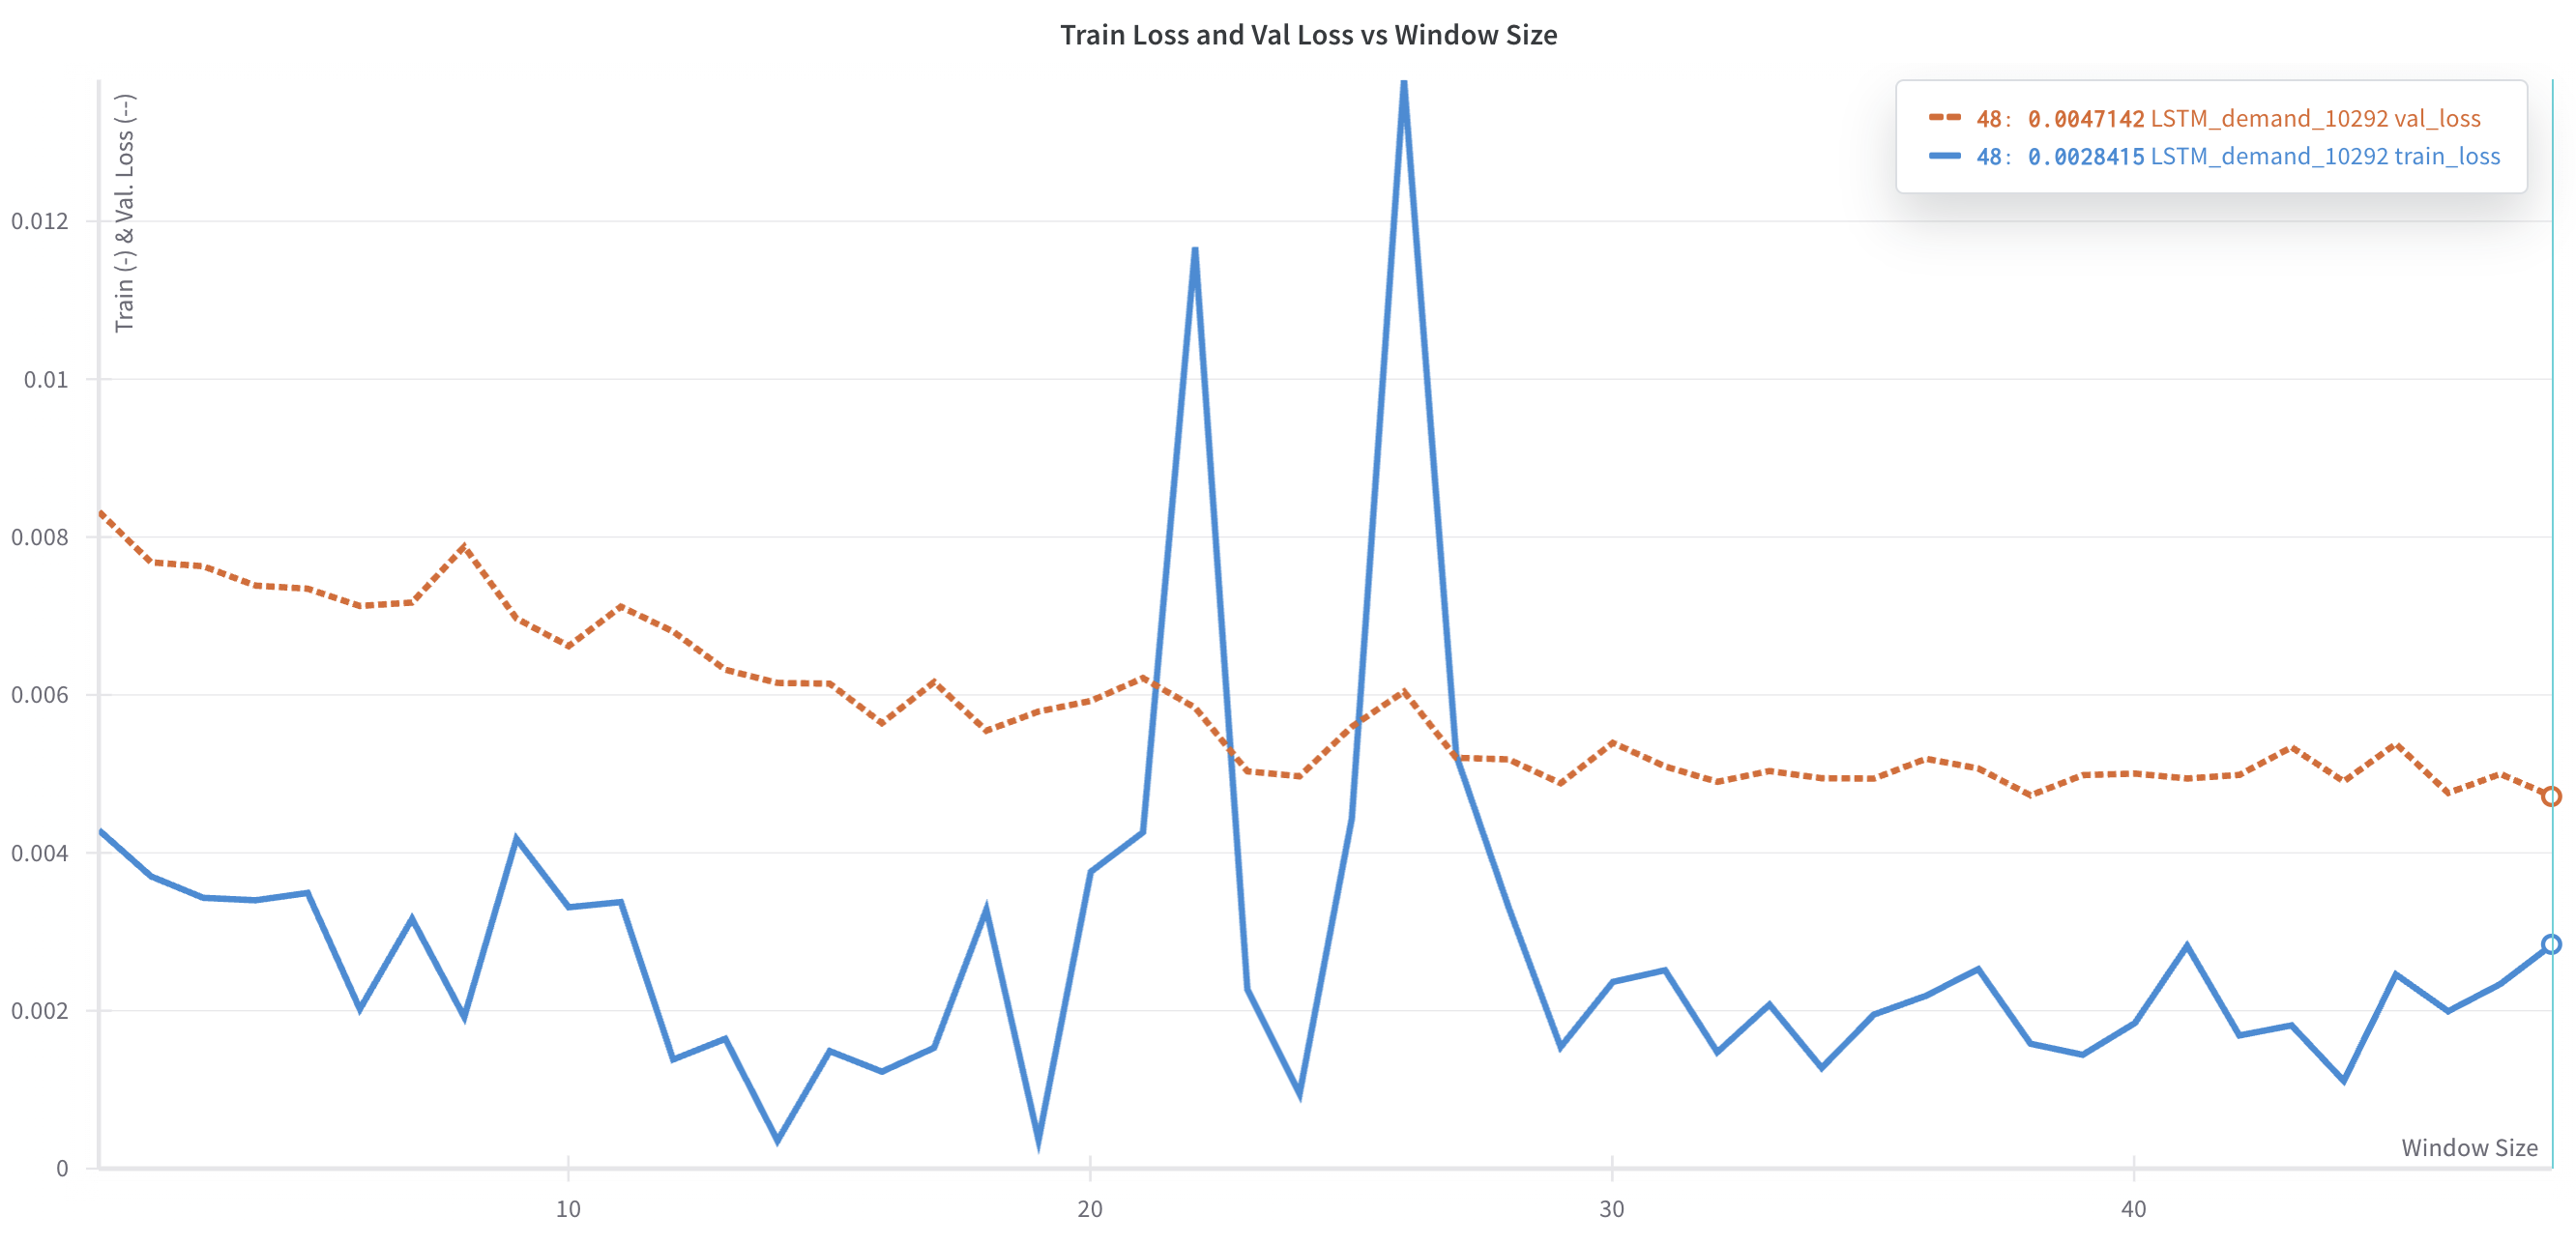 Train Loss and Val Loss vs Window Size
Train (-) & Val. Loss (--)
48: 0.0047142 LSTM_demand_10292 val_loss
48: 0.0028415 LSTM_demand_10292 train_loss
0.012
0.01
0.008
0.006
0.004
0.002
0
Window Size
10 20 30 40